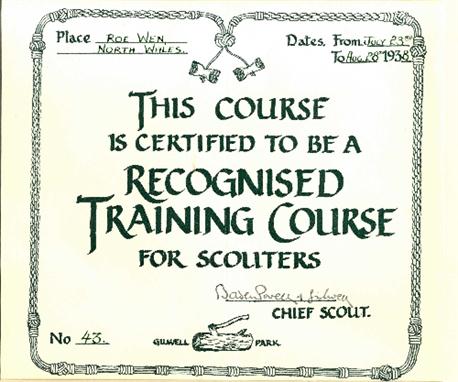 Place ROE WEN,
NORTH WALES.
Dates. From JULY 23rd
To AUG. 28th 1938
THIS COURSE
IS CERTIFIED TO BE A
RECOGNISED
TRAINING COURSE
FOR SCOUTERS
Baden Powell of Gilwell
CHIEF SCOUT.
No 43.
GILWELL PARK.